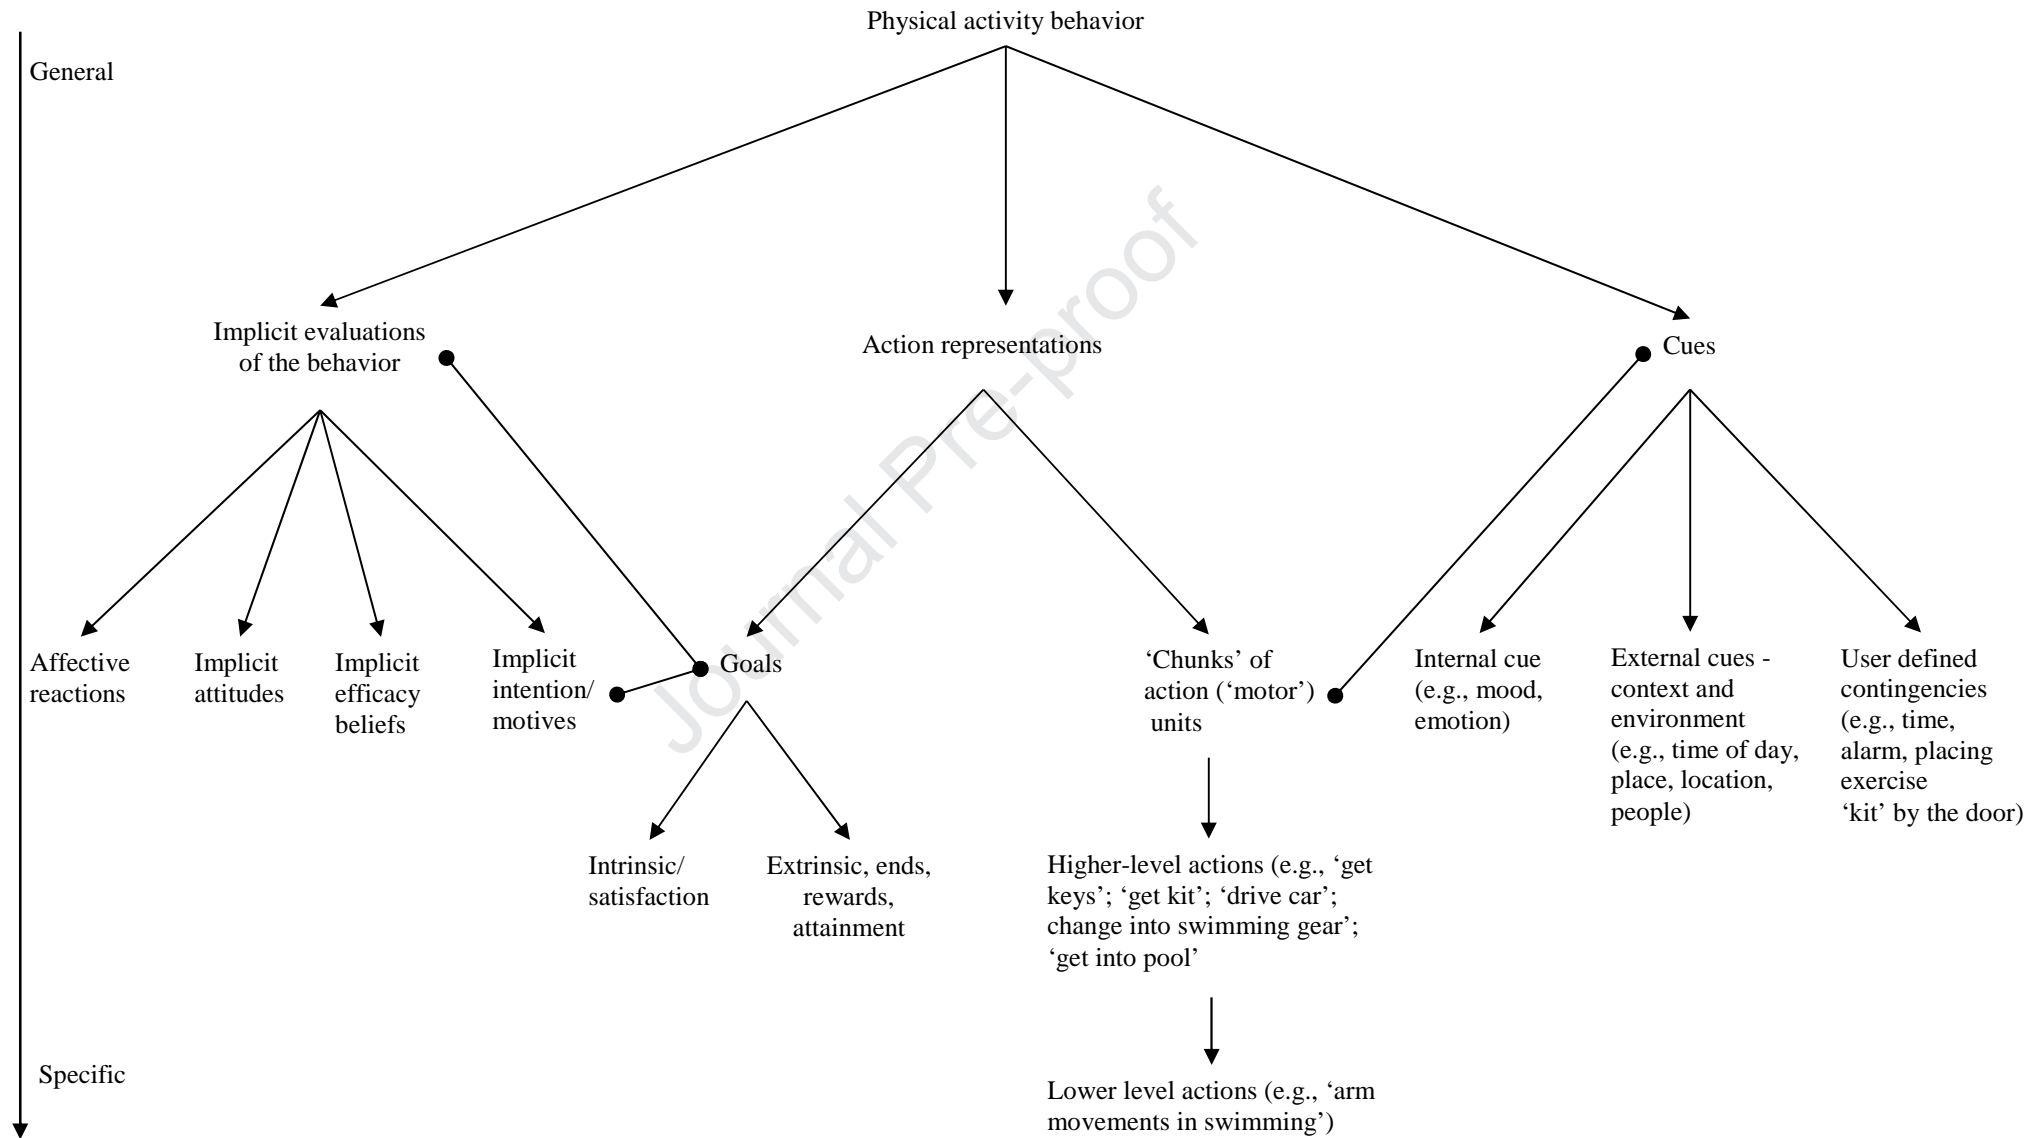 Physical activity behavior
General
Implicit evaluations
of the behavior
Action representations
Cues
Affective
reactions
Implicit
attitudes
Implicit
efficacy
beliefs
Implicit
intention/
motives
Goals
‘Chunks’ of
action (‘motor’)
units
Internal cue
(e.g., mood,
emotion)
External cues -
context and
environment
(e.g., time of day,
place, location,
people)
User defined
contingencies
(e.g., time,
alarm, placing
exercise
‘kit’ by the door)
Intrinsic/
satisfaction
Extrinsic, ends,
rewards,
attainment
Higher-level actions (e.g., ‘get
keys’; ‘get kit’; ‘drive car’;
change into swimming gear’;
‘get into pool’
Specific
Lower level actions (e.g., ‘arm
movements in swimming’)
Journal Pre-proof